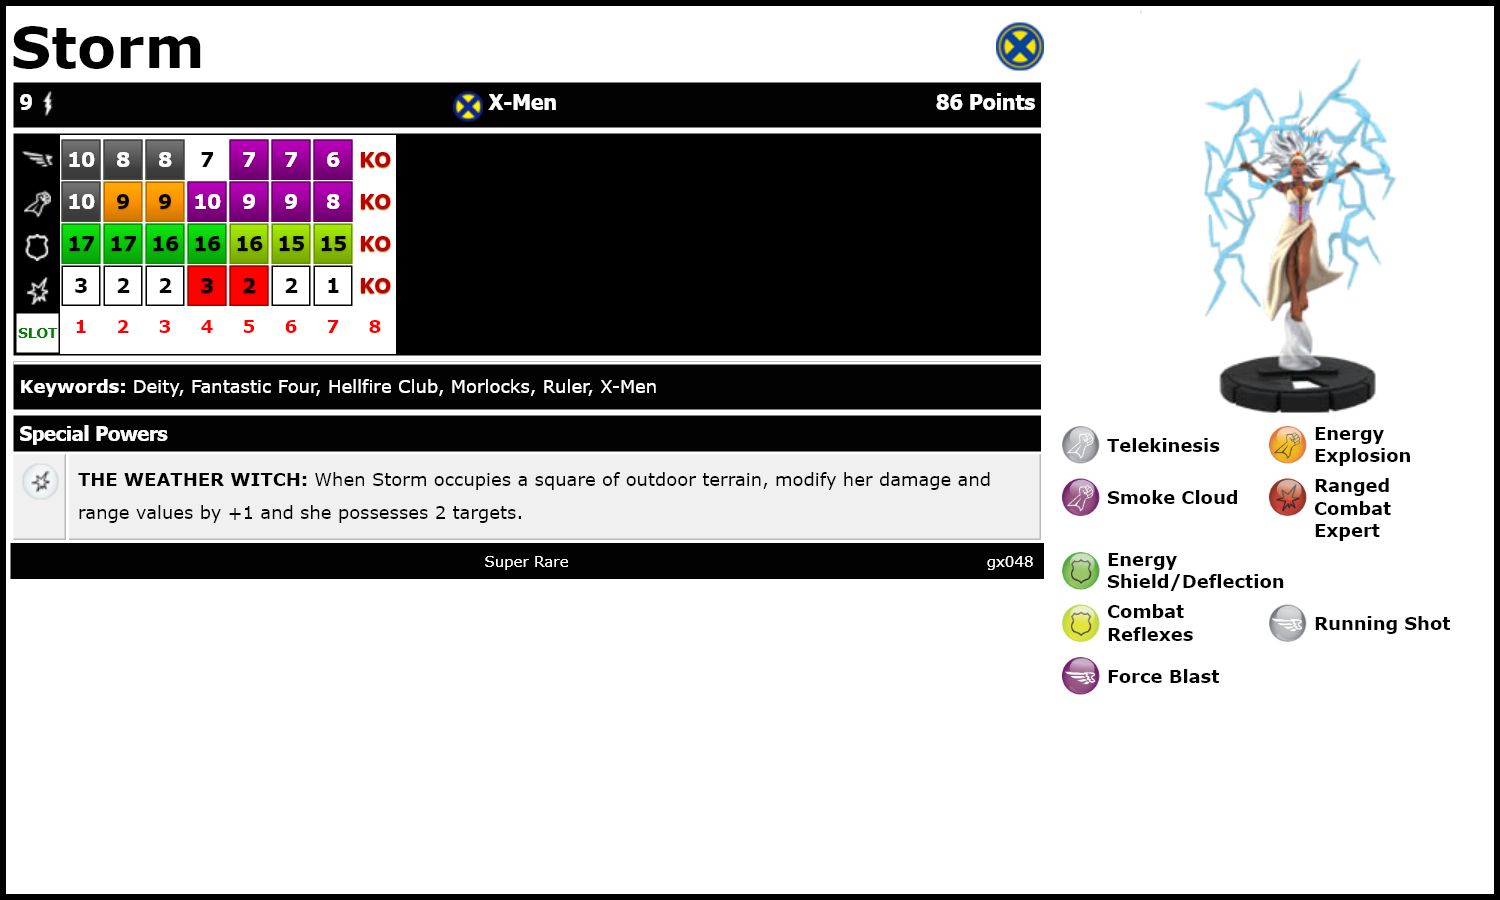 Storm
9 X-Men 86 Points
10 8 8 7 7 7 6 KO
10 9 9 10 9 9 8 KO
17 17 16 16 16 15 15 KO
3 2 2 3 2 2 1 KO
SLOT 1 2 3 4 5 6 7 8
Keywords: Deity, Fantastic Four, Hellfire Club, Morlocks, Ruler, X-Men
Special Powers
THE WEATHER WITCH: When Storm occupies a square of outdoor terrain, modify her damage and
range values by +1 and she possesses 2 targets.
Super Rare gx048
Telekinesis
Energy
Explosion
Smoke Cloud
Ranged
Combat
Expert
Energy
Shield/Deflection
Combat
Reflexes
Running Shot
Force Blast